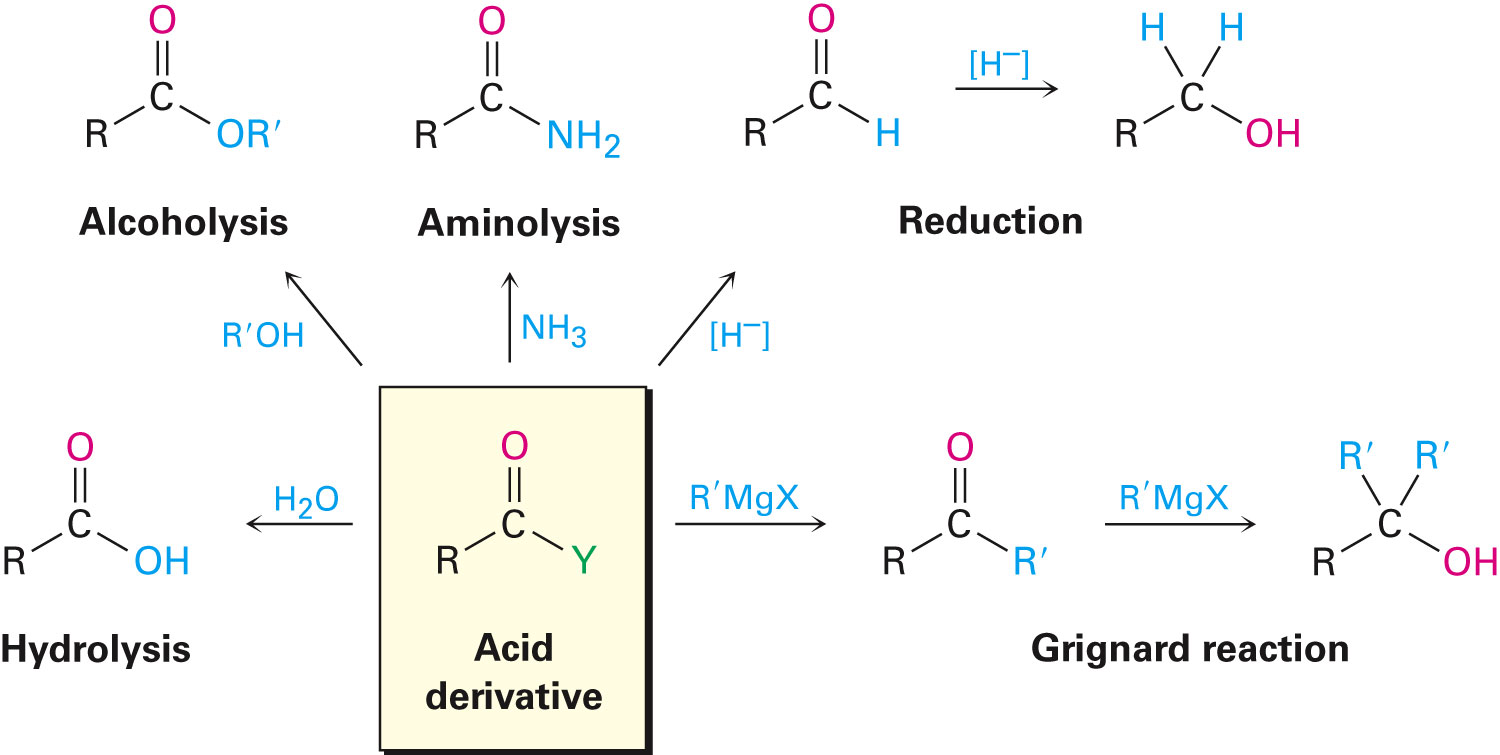 O
C
R
OR′
Alcoholysis
O
C
R
NH₂
Aminolysis
O
C
R
H
[H⁻]
H H
C
R
OH
Reduction
R′OH
NH₃
[H⁻]
O
C
R
OH
Hydrolysis
H₂O
O
C
R
Y
Acid
derivative
R′MgX
O
C
R
R′
R′MgX
R′ R′
C
R
OH
Grignard reaction